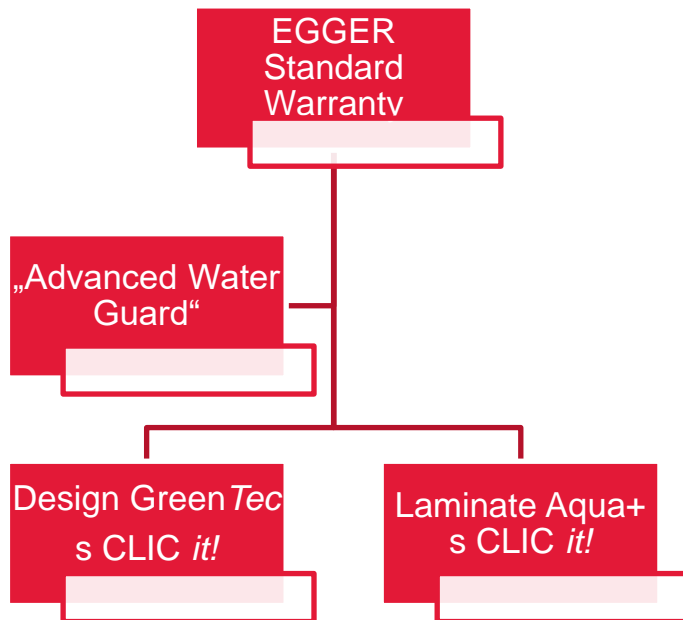 EGGER
Standard
Warranty
„Advanced Water
Guard“
Design GreenTec
s CLIC it!
Laminate Aqua+
s CLIC it!